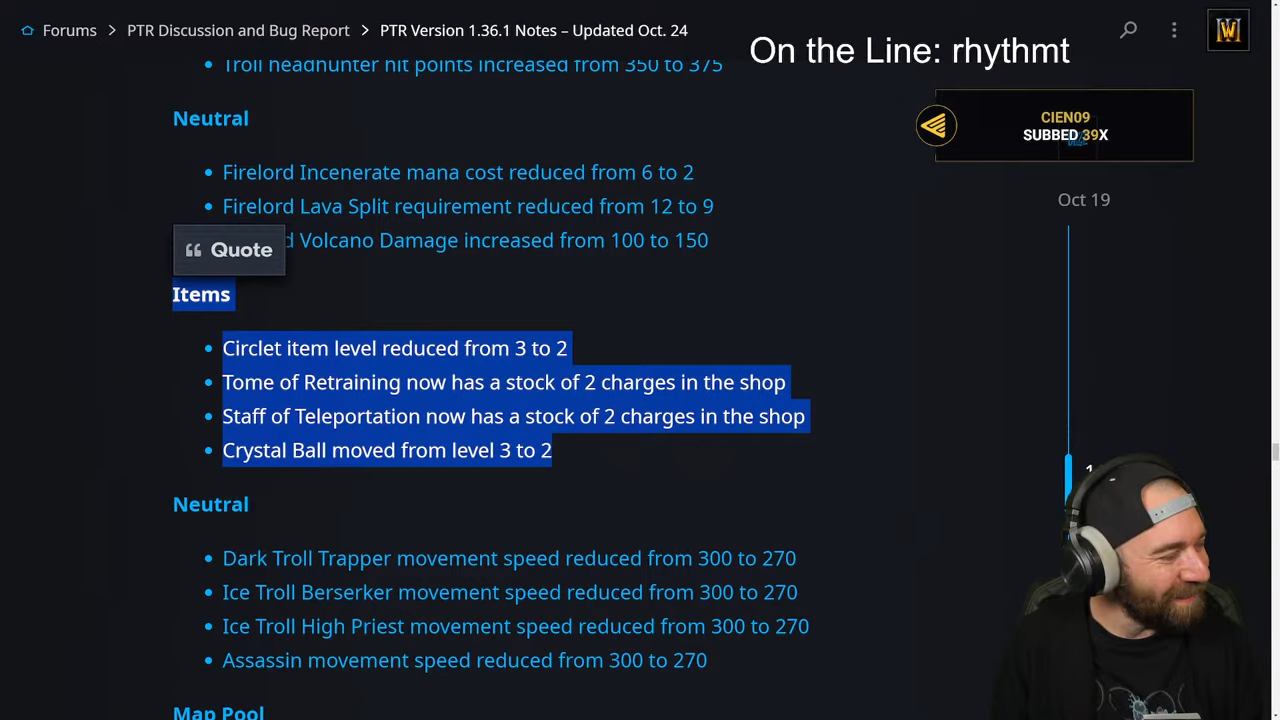 Forums > PTR Discussion and Bug Report > PTR Version 1.36.1 Notes – Updated Oct. 24
On the Line: rhythmt
• Troll headhunter hit points increased from 350 to 375
CIEN09
SUBBED 39X
Neutral
• Firelord Incenerate mana cost reduced from 6 to 2
Oct 19
• Firelord Lava Split requirement reduced from 12 to 9
Volcano Damage increased from 100 to 150
Quote
Items
• Circlet item level reduced from 3 to 2
• Tome of Retraining now has a stock of 2 charges in the shop
• Staff of Teleportation now has a stock of 2 charges in the shop
• Crystal Ball moved from level 3 to 2
Neutral
• Dark Troll Trapper movement speed reduced from 300 to 270
• Ice Troll Berserker movement speed reduced from 300 to 270
• Ice Troll High Priest movement speed reduced from 300 to 270
• Assassin movement speed reduced from 300 to 270
Map Pool